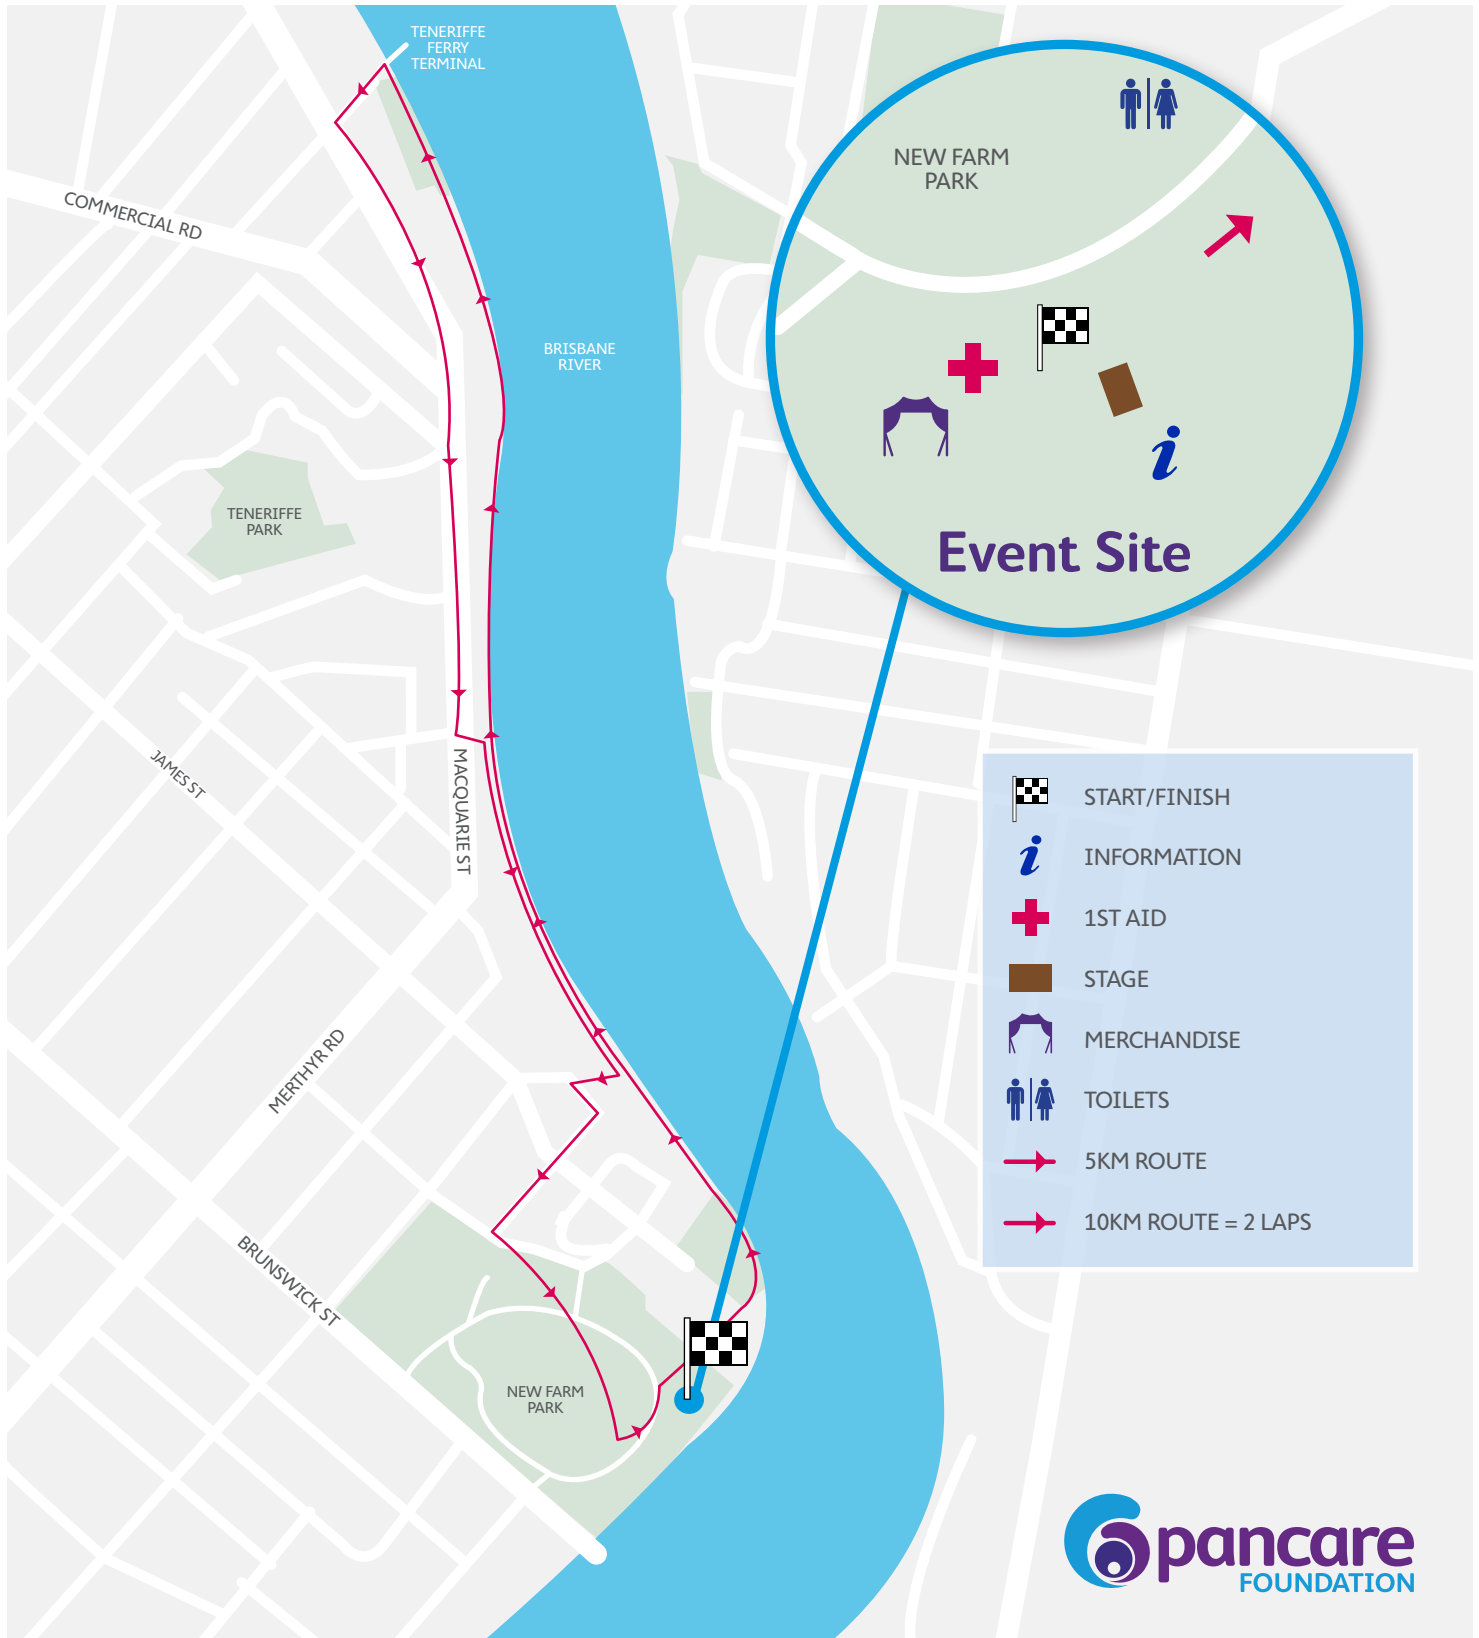 TENERIFFE
FERRY
TERMINAL
NEW FARM
PARK
COMMERCIAL RD
BRISBANE
RIVER
TENERIFFE
PARK
Event Site
JAMES ST
MACQUARIE ST
START/FINISH
INFORMATION
1ST AID
STAGE
MERCHANDISE
TOILETS
5KM ROUTE
10KM ROUTE = 2 LAPS
MERTHYR RD
BRUNSWICK ST
NEW FARM
PARK
pancare
FOUNDATION